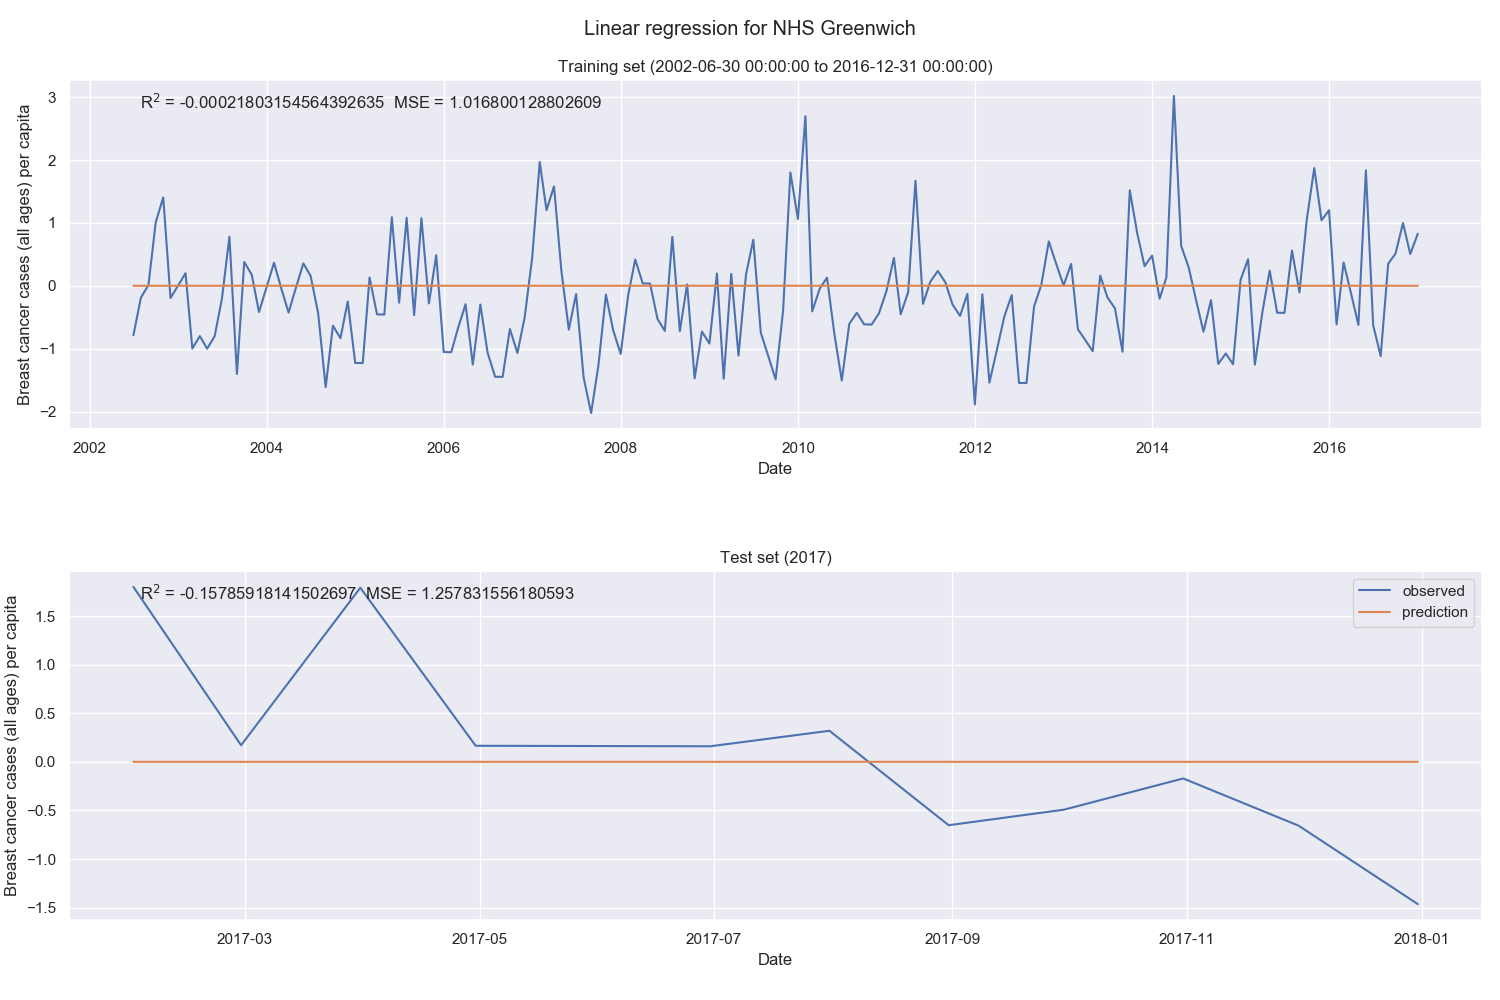 Linear regression for NHS Greenwich
Training set (2002-06-30 00:00:00 to 2016-12-31 00:00:00)
R² = -0.00021803154564392635 MSE = 1.016800128802609
Breast cancer cases (all ages) per capita
3
2
1
0
−1
−2
2002 2004 2006 2008 2010 2012 2014 2016
Date
Test set (2017)
R² = -0.15785918141502697 MSE = 1.257831556180593
observed
prediction
Breast cancer cases (all ages) per capita
1.5
1.0
0.5
0.0
−0.5
−1.0
−1.5
2017-03 2017-05 2017-07 2017-09 2017-11 2018-01
Date